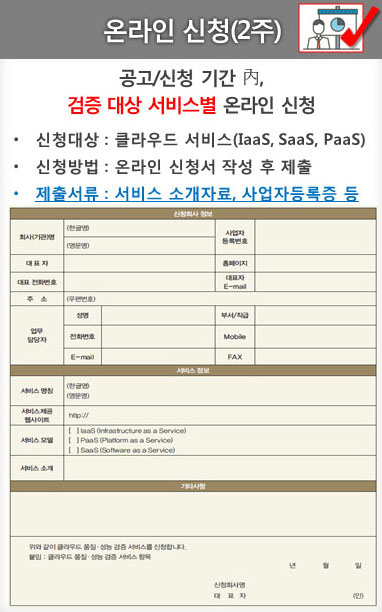 온라인 신청(2주)
공고/신청 기간 內,
검증 대상 서비스별 온라인 신청
• 신청대상 : 클라우드 서비스(IaaS, SaaS, PaaS)
• 신청방법 : 온라인 신청서 작성 후 제출
• 제출서류 : 서비스 소개자료, 사업자등록증 등
신청회사 정보
회사(기관)명
(한글명)
(영문명)
사업자
등록번호
대 표 자
홈페이지
대표 전화번호
대표자
E-mail
주 소
(우편번호)
업무
담당자
성명
부서/직급
전화번호
Mobile
E-mail
FAX
서비스 정보
서비스 명칭
(한글명)
(영문명)
서비스제공
웹사이트
http://
서비스 모델
[ ] IaaS (Infrastructure as a Service)
[ ] PaaS (Platform as a Service)
[ ] SaaS (Software as a Service)
서비스 소개
기타사항
위와 같이 클라우드 품질·성능 검증 서비스를 신청합니다.
붙임 : 클라우드 품질·성능 검증 서비스 항목
년 월 일
신청회사명
대 표 자 (인)